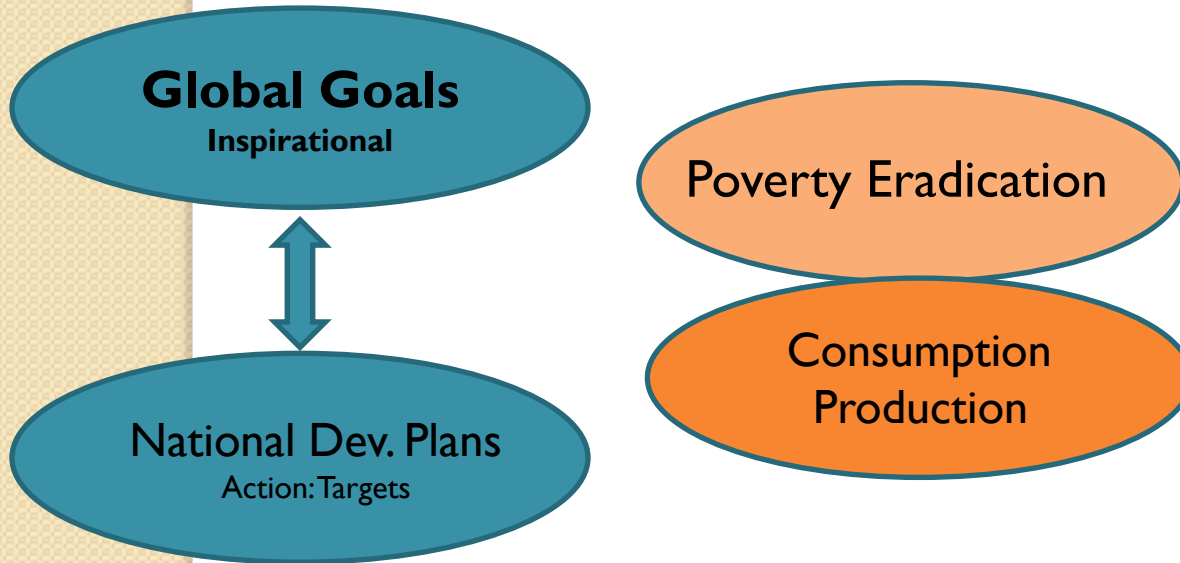 Global Goals
Inspirational
National Dev. Plans
Action: Targets
Poverty Eradication
Consumption
Production